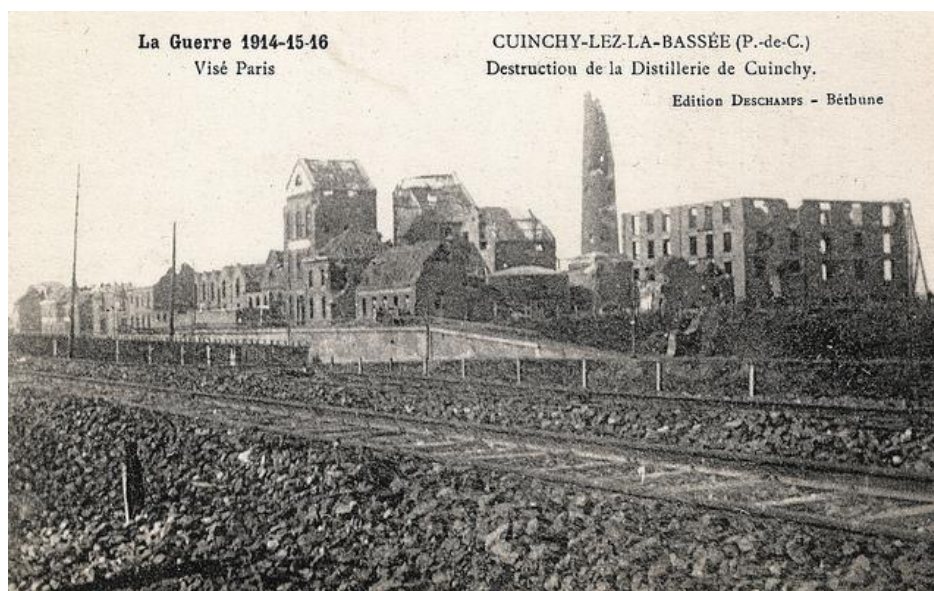 La Guerre 1914-15-16
Visé Paris
CUINCHY-LEZ-LA-BASSÉE (P.-de-C.)
Destruction de la Distillerie de Cuinchy.
Edition DESCHAMPS - Béthune